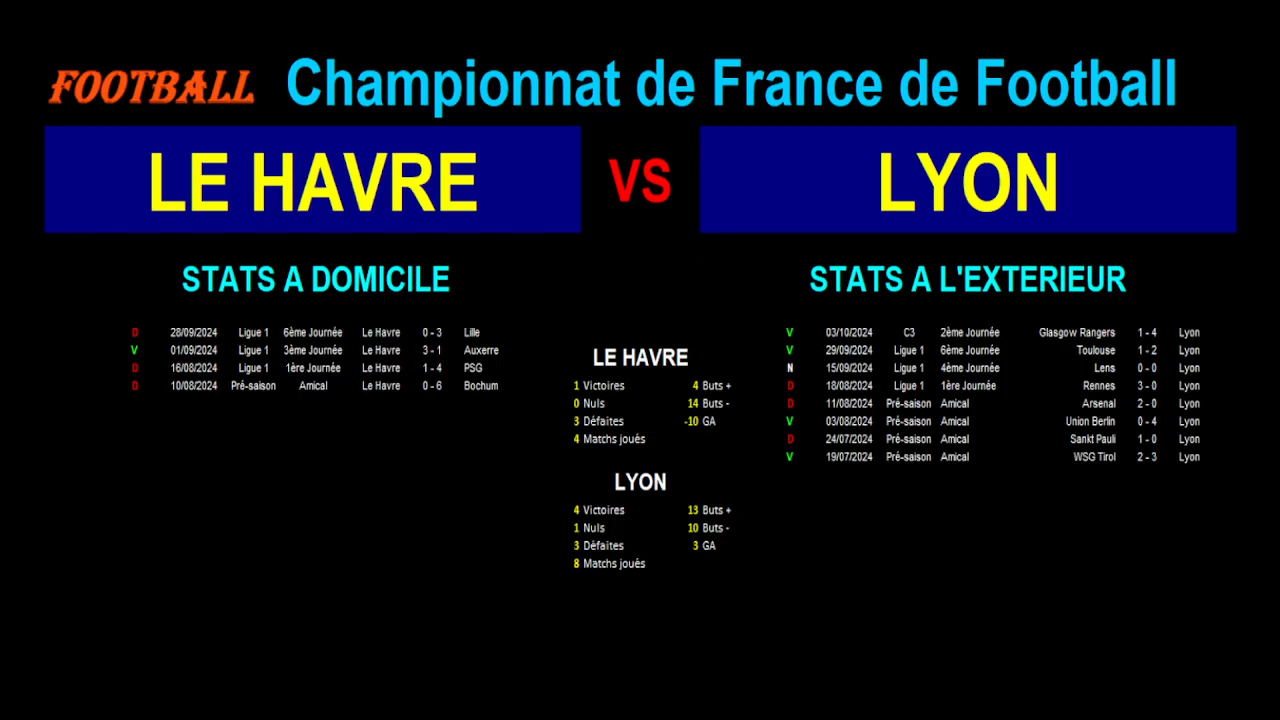 FOOTBALL Championnat de France de Football
LE HAVRE VS LYON
STATS A DOMICILE
D 28/09/2024 Ligue 1 6ème Journée Le Havre 0 - 3 Lille
V 01/09/2024 Ligue 1 3ème Journée Le Havre 3 - 1 Auxerre
D 16/08/2024 Ligue 1 1ère Journée Le Havre 1 - 4 PSG
D 10/08/2024 Pré-saison Amical Le Havre 0 - 6 Bochum
LE HAVRE
1 Victoires 4 Buts +
0 Nuls 14 Buts -
3 Défaites -10 GA
4 Matchs joués
LYON
4 Victoires 13 Buts +
1 Nuls 10 Buts -
3 Défaites 3 GA
8 Matchs joués
STATS A L'EXTERIEUR
V 03/10/2024 C3 2ème Journée Glasgow Rangers 1 - 4 Lyon
V 29/09/2024 Ligue 1 6ème Journée Toulouse 1 - 2 Lyon
N 15/09/2024 Ligue 1 4ème Journée Lens 0 - 0 Lyon
D 18/08/2024 Ligue 1 1ère Journée Rennes 3 - 0 Lyon
D 11/08/2024 Pré-saison Amical Arsenal 2 - 0 Lyon
V 03/08/2024 Pré-saison Amical Union Berlin 0 - 4 Lyon
D 24/07/2024 Pré-saison Amical Sankt Pauli 1 - 0 Lyon
V 19/07/2024 Pré-saison Amical WSG Tirol 2 - 3 Lyon